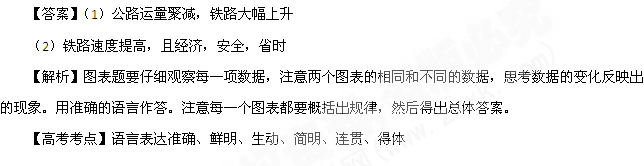 【答案】(1)公路运量聚减，铁路大幅上升
(2)铁路速度提高，且经济，安全，省时
【解析】图表题要仔细观察每一项数据，注意两个图表的相同和不同的数据，思考数据的变化反映出
的现象。用准确的语言作答。注意每一个图表都要概括出规律，然后得出总体答案。
【高考考点】语言表达准确、鲜明、生动、简明、连贯、得体